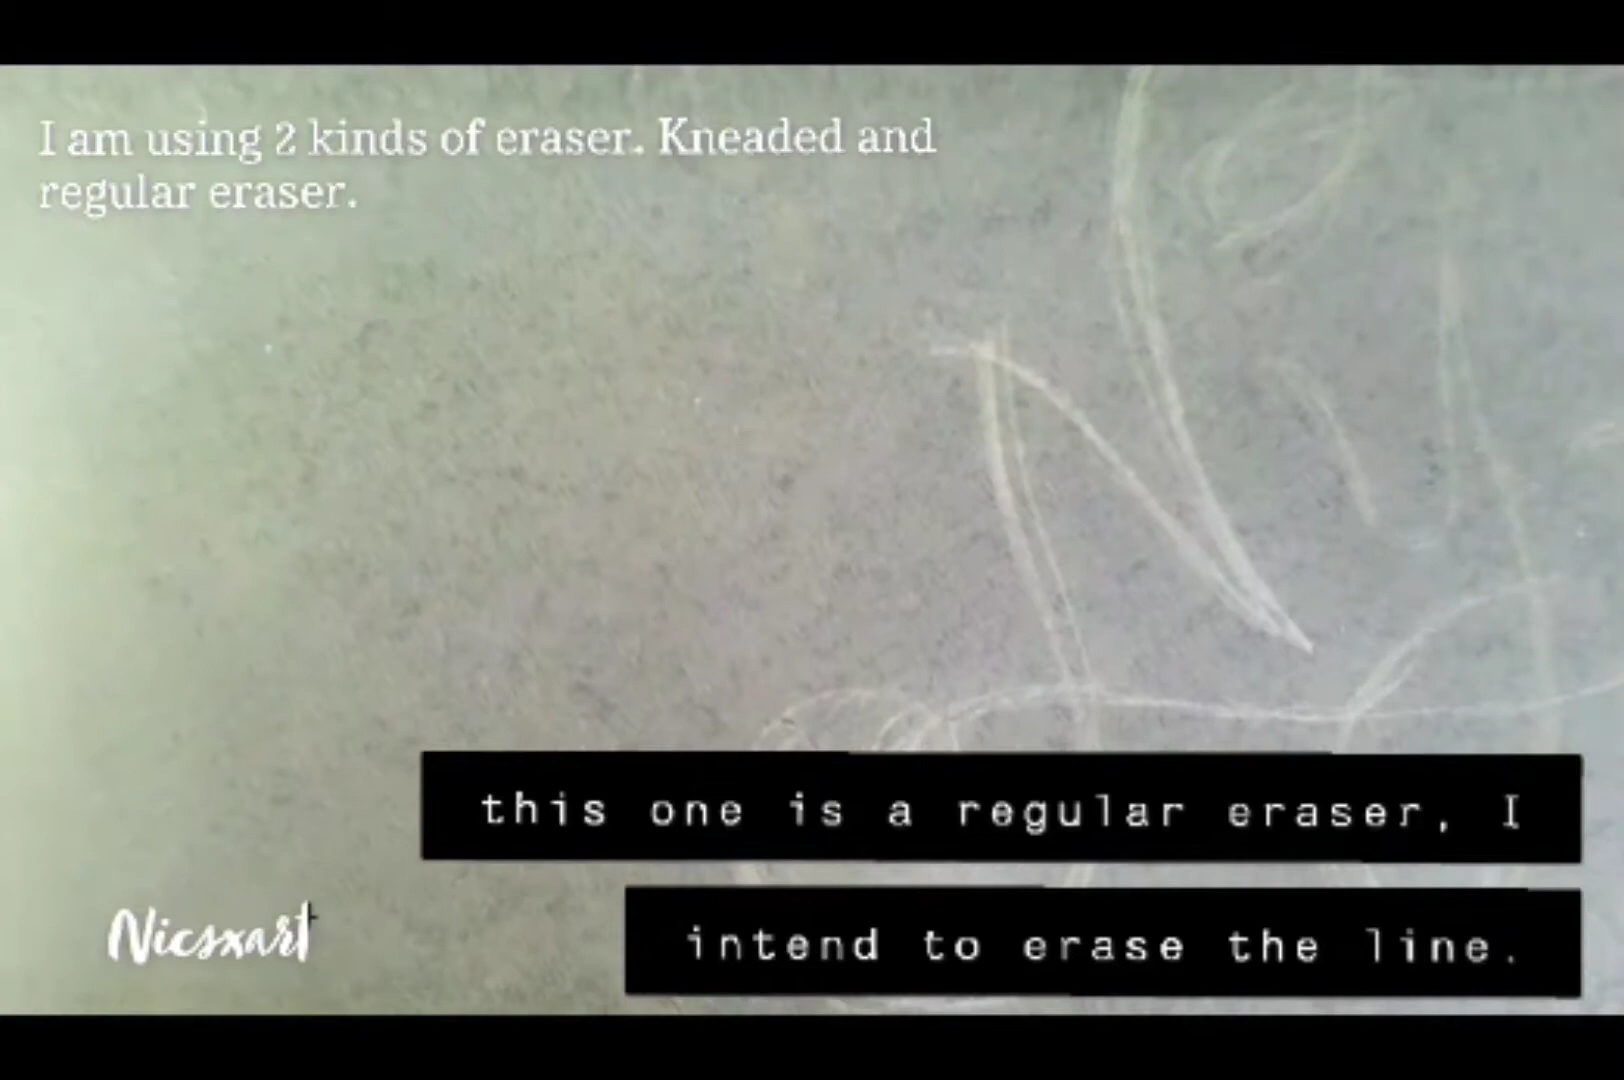 I am using 2 kinds of eraser. Kneaded and
regular eraser.
this one is a regular eraser, I
intend to erase the line.
Nicsxart